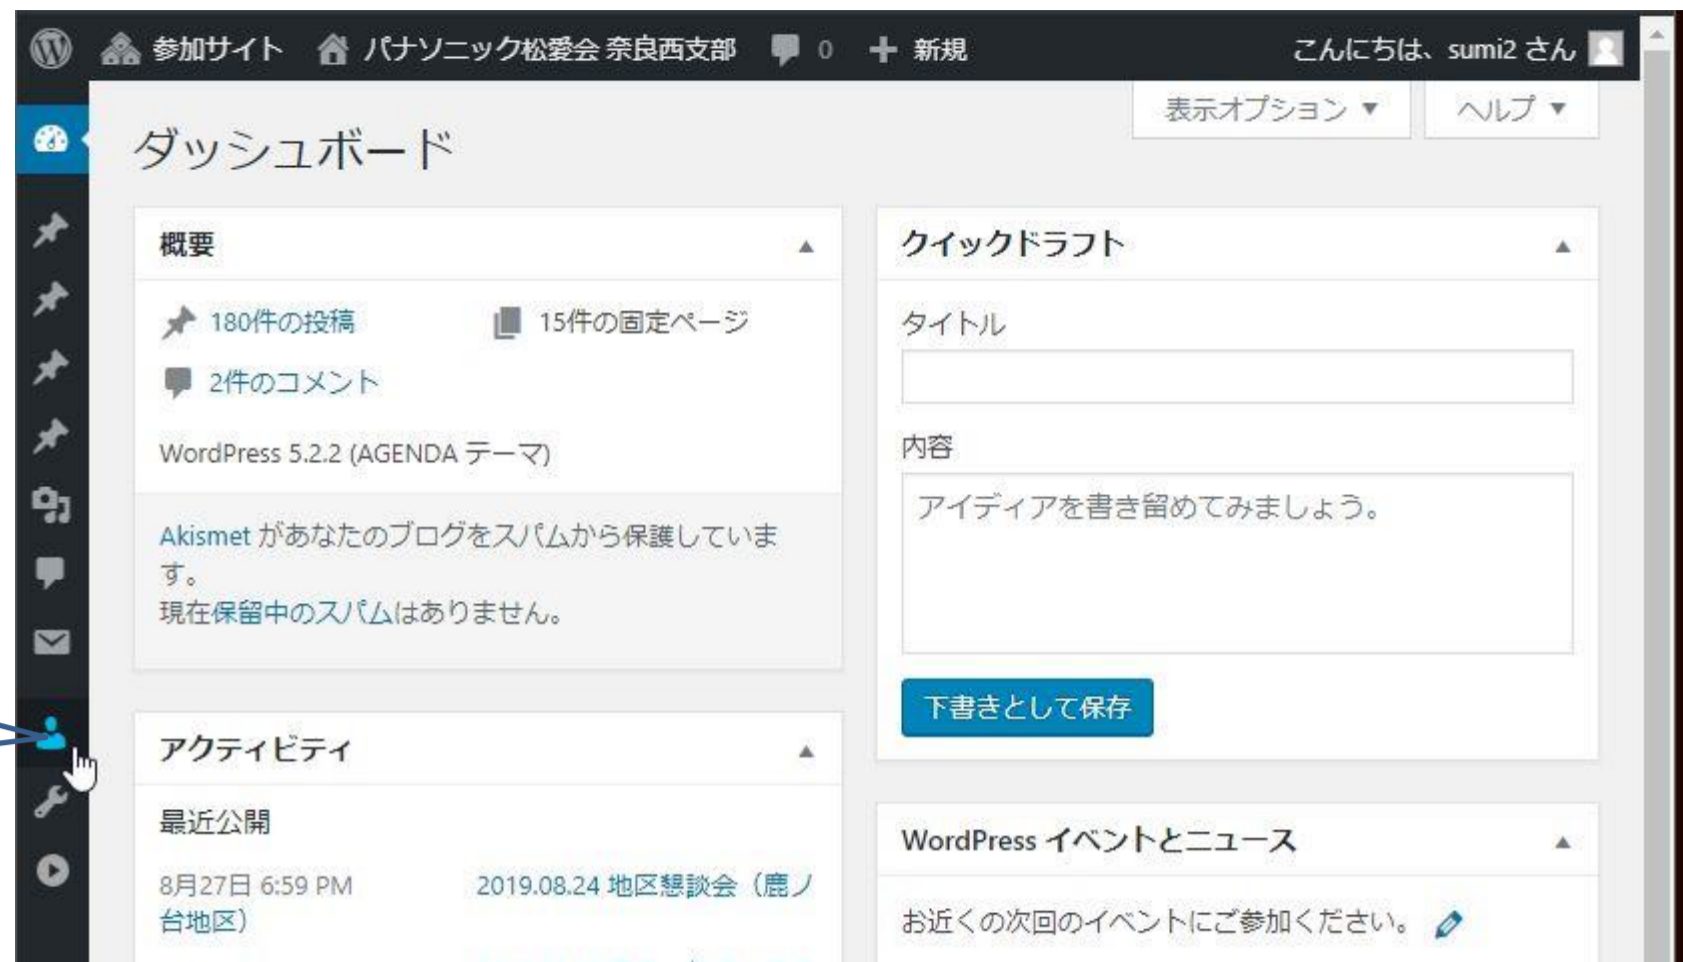 参加サイト パナソニック松愛会 奈良西支部 0 新規 こんにちは、sumi2 さん
表示オプション ▼ ヘルプ ▼
ダッシュボード
概要
180件の投稿 15件の固定ページ
2件のコメント
WordPress 5.2.2 (AGENDA テーマ)
Akismet があなたのブログをスパムから保護していま
す。
現在保留中のスパムはありません。
アクティビティ
最近公開
8月27日 6:59 PM 2019.08.24 地区懇談会（鹿ノ
台地区）
クイックドラフト
タイトル
内容
アイディアを書き留めてみましょう。
下書きとして保存
WordPress イベントとニュース
お近くの次回のイベントにご参加ください。